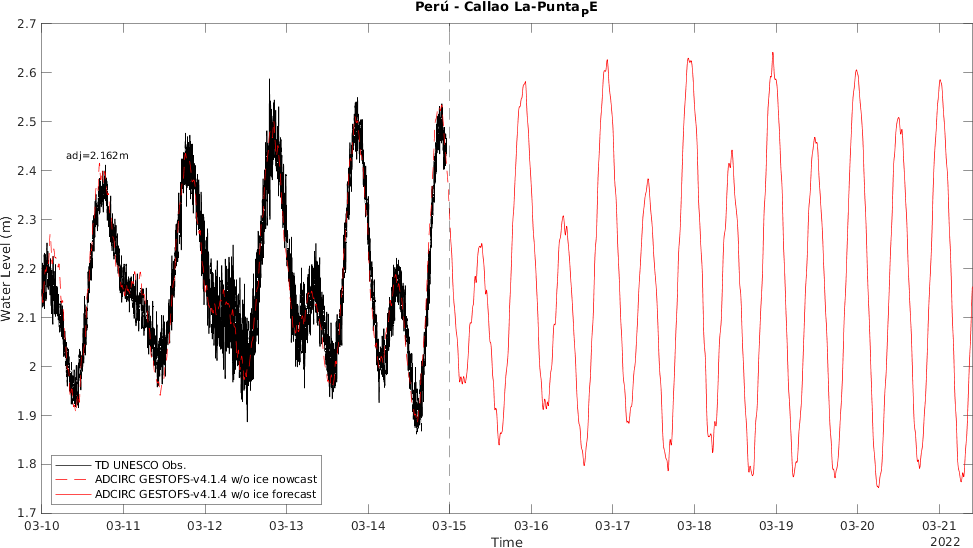 Perú - Callao La-PuntapE
2.7
2.6
2.5
2.4
2.3
2.2
2.1
2
1.9
1.8
1.7
Water Level (m)
adj=2.162m
TD UNESCO Obs.
ADCIRC GESTOFS-v4.1.4 w/o ice nowcast
ADCIRC GESTOFS-v4.1.4 w/o ice forecast
03-10 03-11 03-12 03-13 03-14 03-15 03-16 03-17 03-18 03-19 03-20 03-21
Time
2022